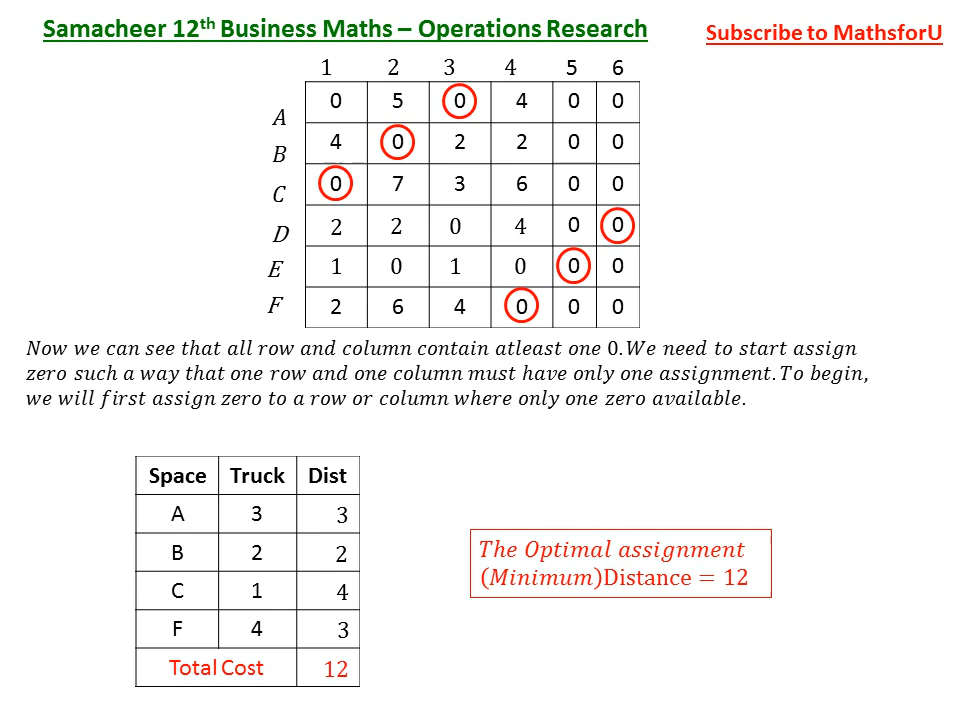 Samacheer 12th Business Maths – Operations Research
Subscribe to MathsforU
1 2 3 4 5 6
A 0 5 0 4 0 0
B 4 0 2 2 0 0
C 0 7 3 6 0 0
D 2 2 0 4 0 0
E 1 0 1 0 0 0
F 2 6 4 0 0 0
Now we can see that all row and column contain atleast one 0.We need to start assign
zero such a way that one row and one column must have only one assignment.To begin,
we will first assign zero to a row or column where only one zero available.
Space Truck Dist
A 3 3
B 2 2
C 1 4
F 4 3
Total Cost 12
The Optimal assignment
(Minimum)Distance = 12